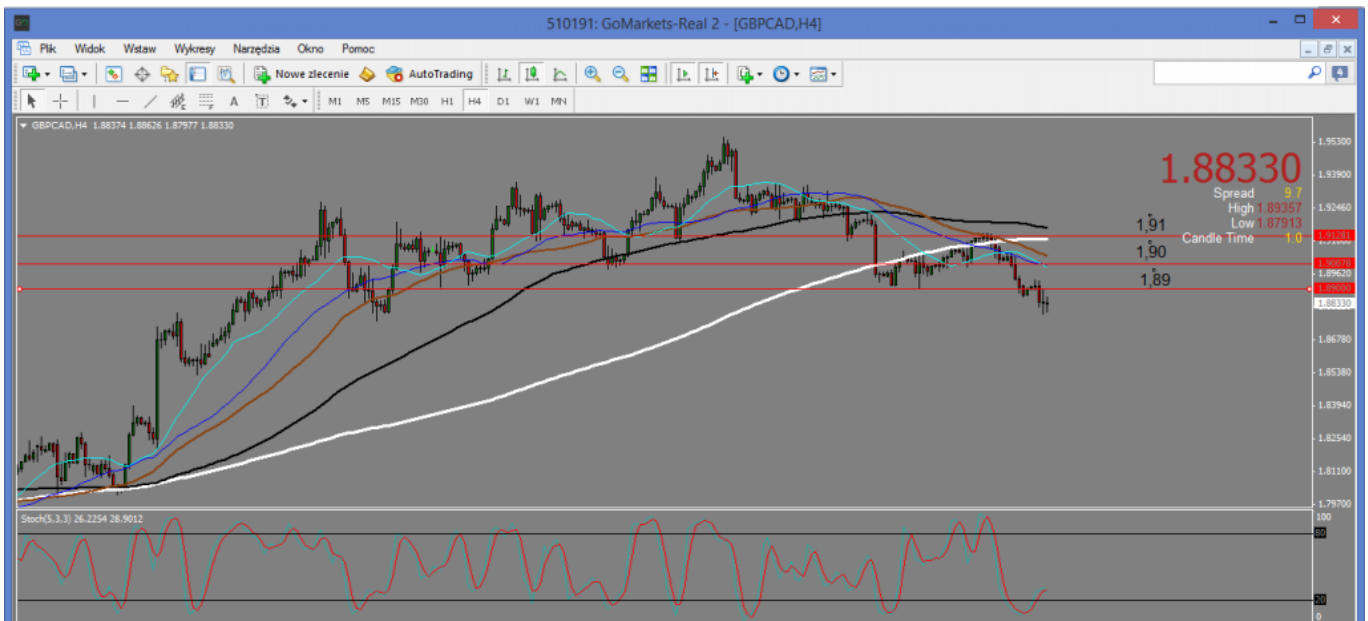 510191: GoMarkets-Real 2 - [GBPCAD,H4]
Plik Widok Wstaw Wykresy Narzędzia Okno Pomoc
Nowe zlecenie AutoTrading
4
E F A T M1 M5 M15 M30 H1 H4 D1 W1 MN
GBPCAD,H4 1.88374 1.88626 1.87977 1.88330
1.88330
Spread 9.7
High 1.89357
Low 1.87913
Candle Time 1.0
1,91
1,90
1,89
1.95300
1.93900
1.92460
1.91281
1.90078
1.89620
1.89000
1.88330
1.86780
1.85380
1.83940
1.82540
1.81100
1.79700
Stoch(5,3,3) 26.2254 28.9012
100
80
20
0